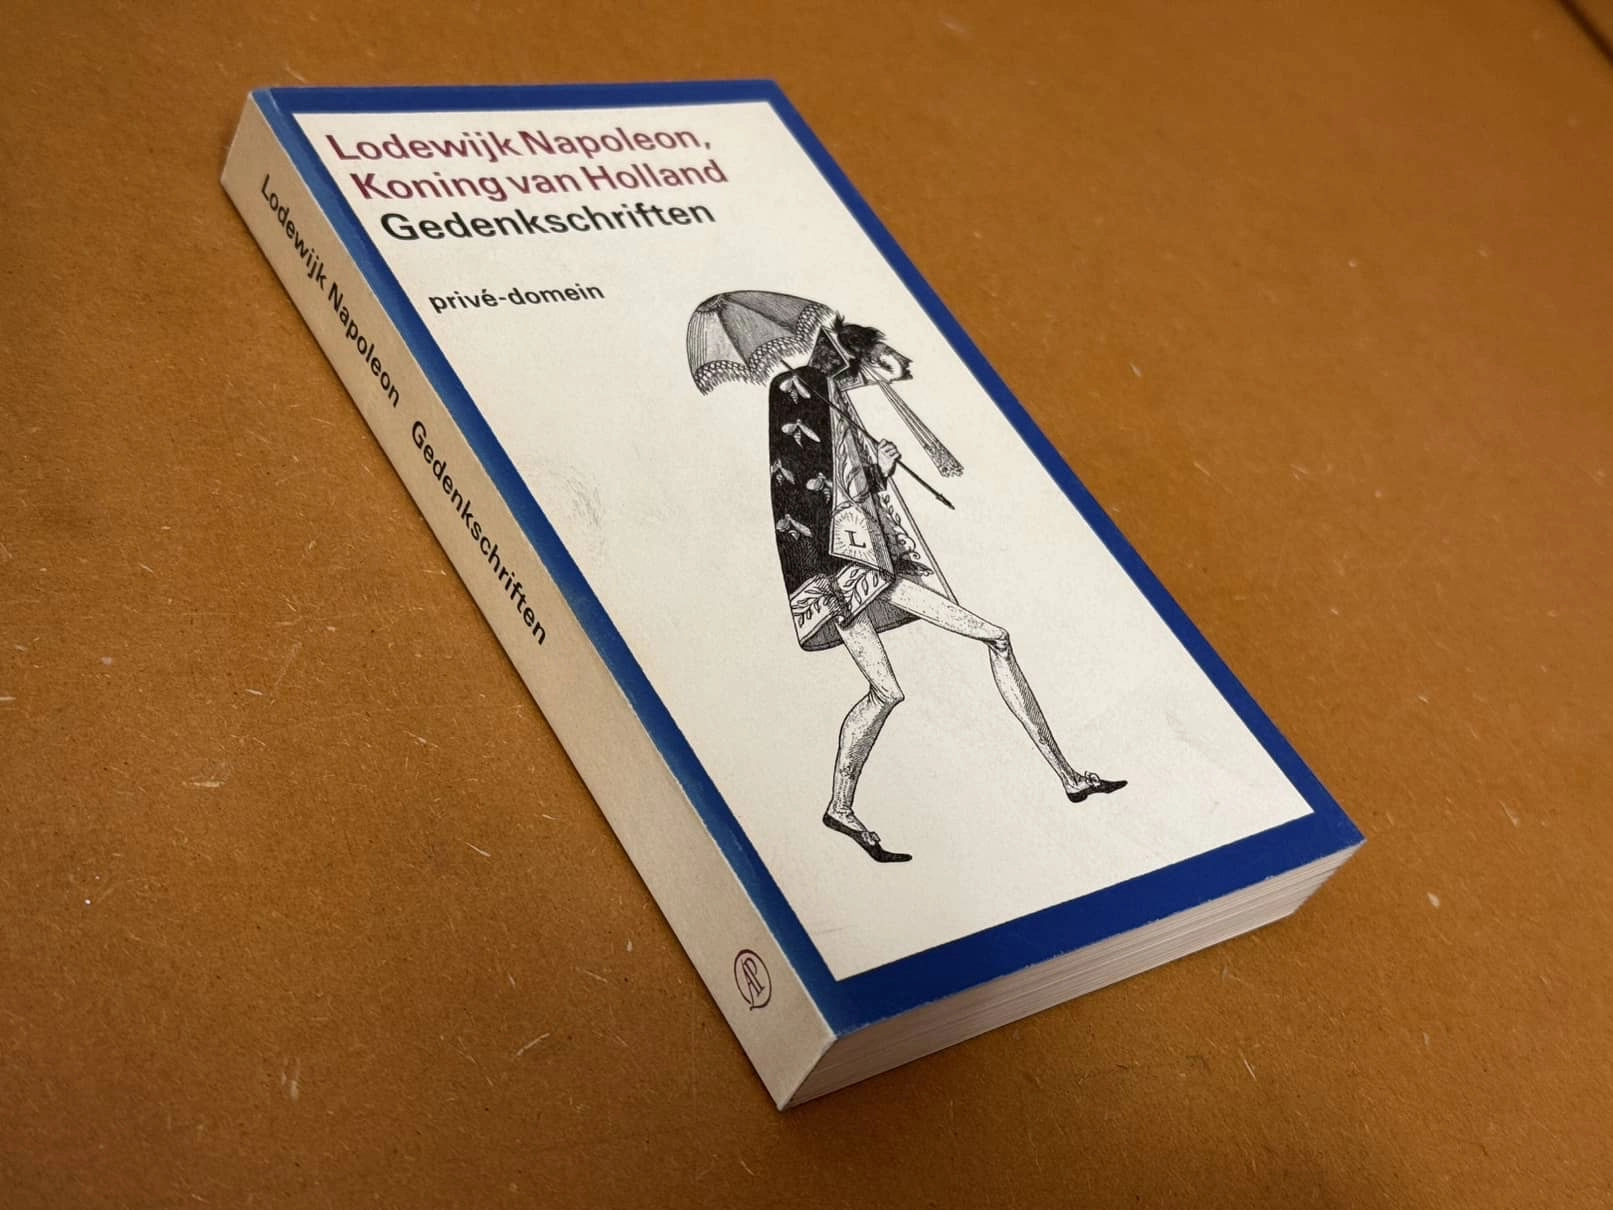 Lodewijk Napoleon,
Koning van Holland
Gedenkschriften
privé-domein
L
Lodewijk Napoleon Gedenkschriften
AP